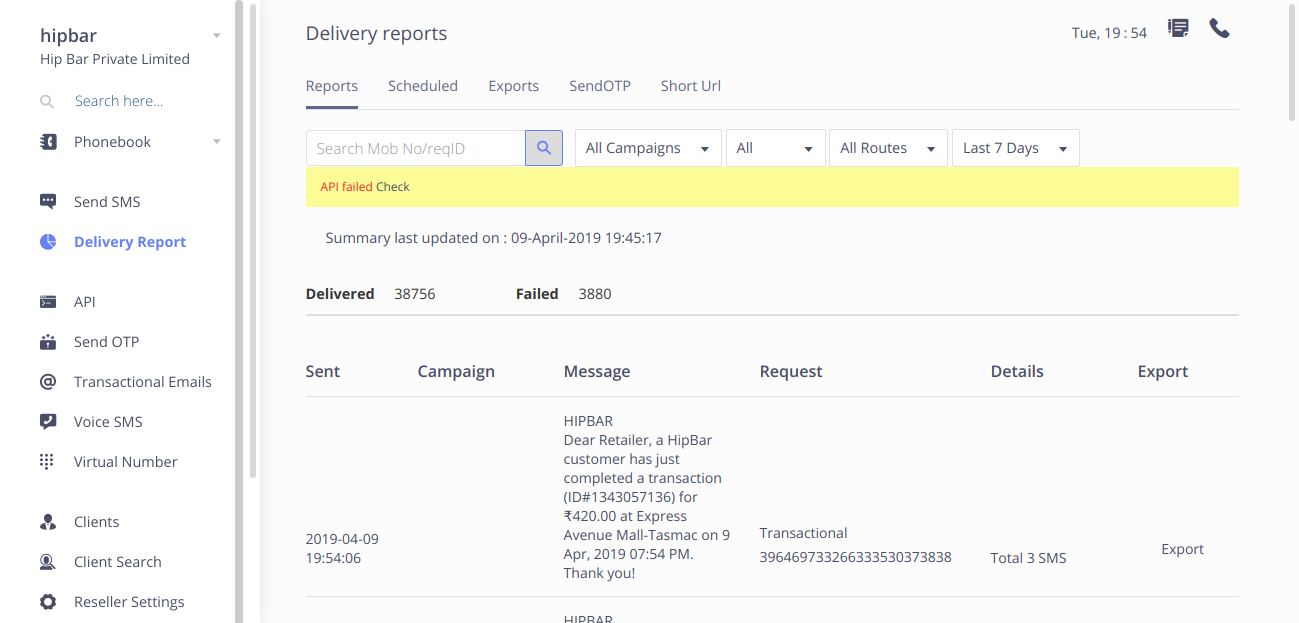 hipbar
Hip Bar Private Limited
Search here...
Phonebook
Send SMS
Delivery Report
API
Send OTP
Transactional Emails
Voice SMS
Virtual Number
Clients
Client Search
Reseller Settings
Delivery reports
Tue, 19 : 54
Reports Scheduled Exports SendOTP Short Url
Search Mob No/reqID All Campaigns All All Routes Last 7 Days
API failed Check
Summary last updated on : 09-April-2019 19:45:17
Delivered 38756 Failed 3880
Sent Campaign Message Request Details Export
2019-04-09
19:54:06
HIPBAR
Dear Retailer, a HipBar
customer has just
completed a transaction
(ID#1343057136) for
₹420.00 at Express
Avenue Mall-Tasmac on 9
Apr, 2019 07:54 PM.
Thank you!
Transactional
396469733266333530373838
Total 3 SMS
Export
HIPBAR